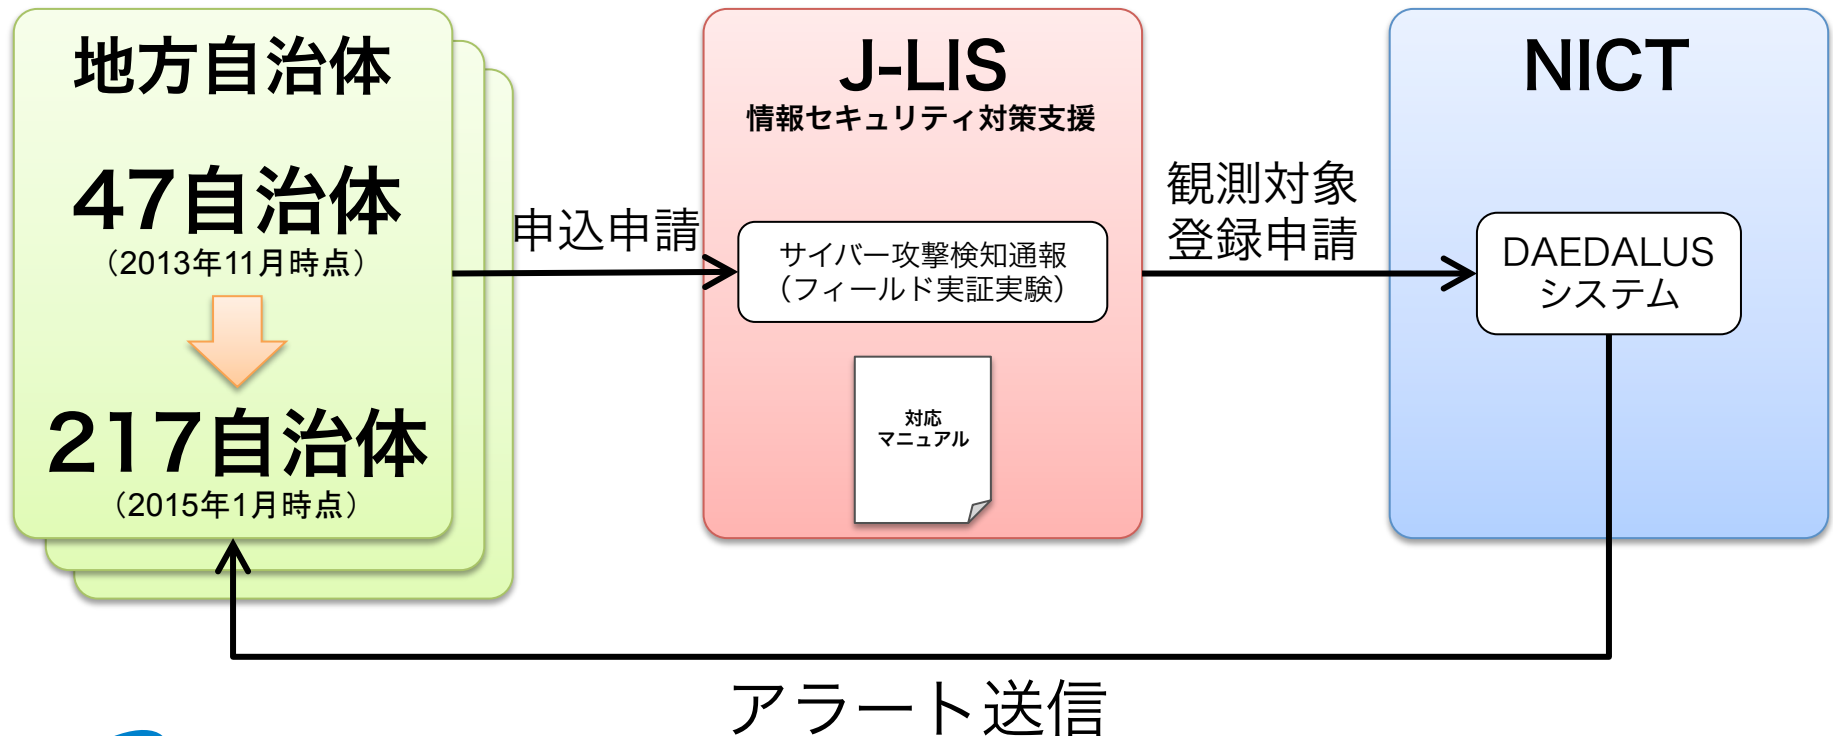 地方自治体
47自治体
（2013年11月時点）
217自治体
（2015年1月時点）
申込申請
J-LIS
情報セキュリティ対策支援
サイバー攻撃検知通報
（フィールド実証実験）
対応
マニュアル
観測対象
登録申請
NICT
DAEDALUS
システム
アラート送信